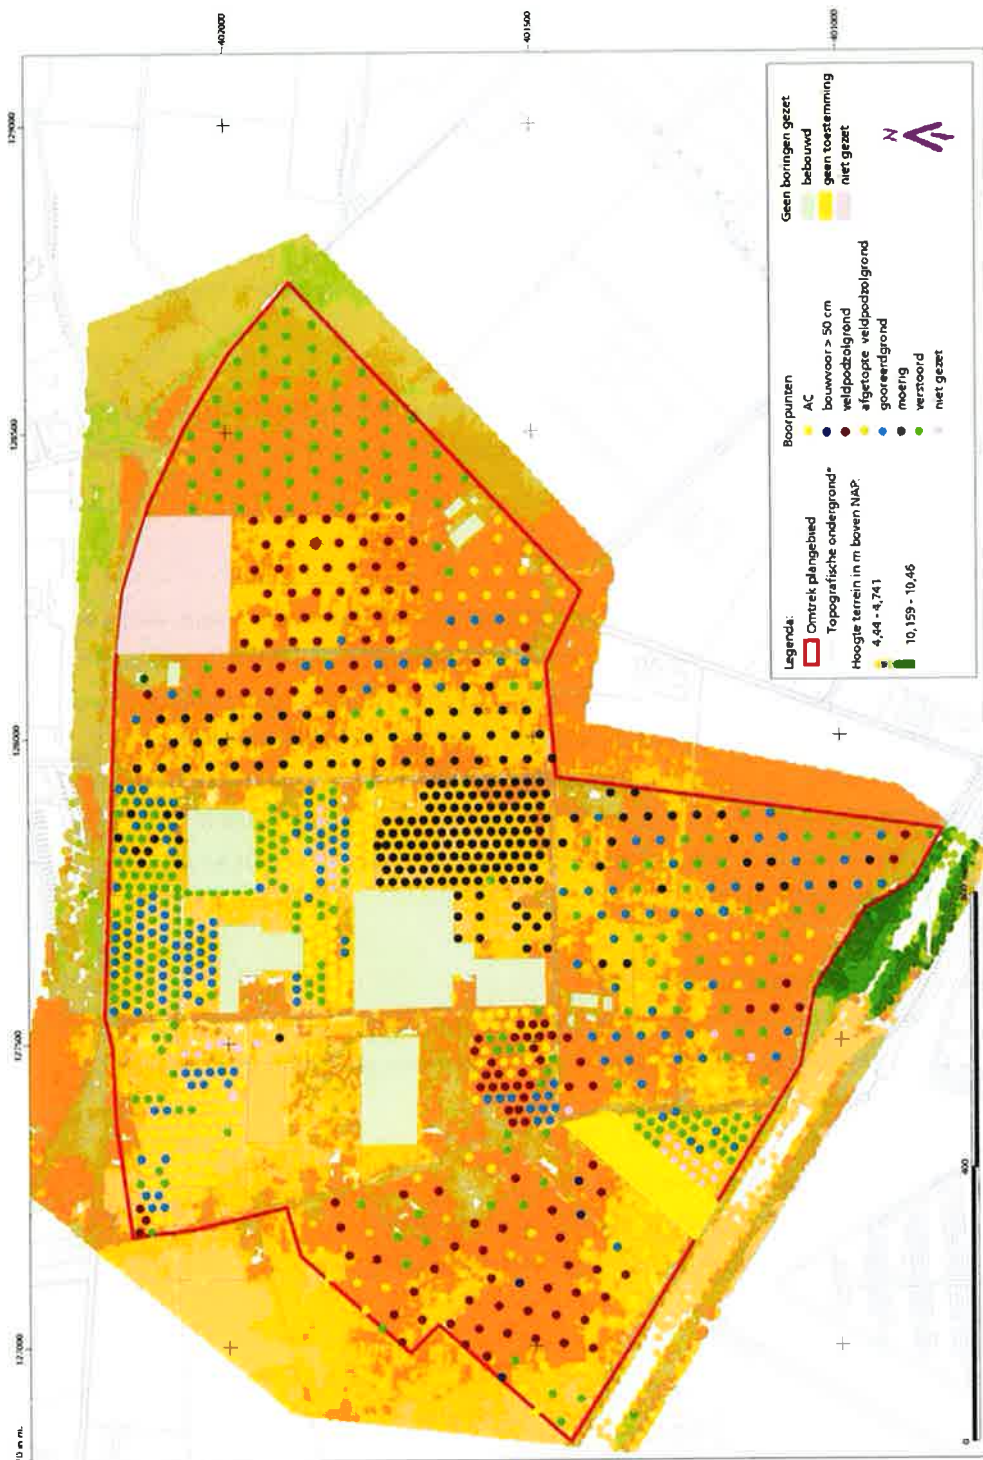 402000
401500
401000
129000
128500
128000
127500
127000
D in m.
Legenda:
Omtrek plangebied
Topografische ondergrond*
Hoogte terrein in m boven NAP.
4,44 - 4,741
10,159 - 10,46
Boorpunten
AC
bouwvoor > 50 cm
veldpodzolgrond
afgetopte veldpodzolgrond
gooreerdgrond
moerig
verstoord
niet gezet
Geen boringen gezet
bebouwd
geen toestemming
niet gezet
N
0
400